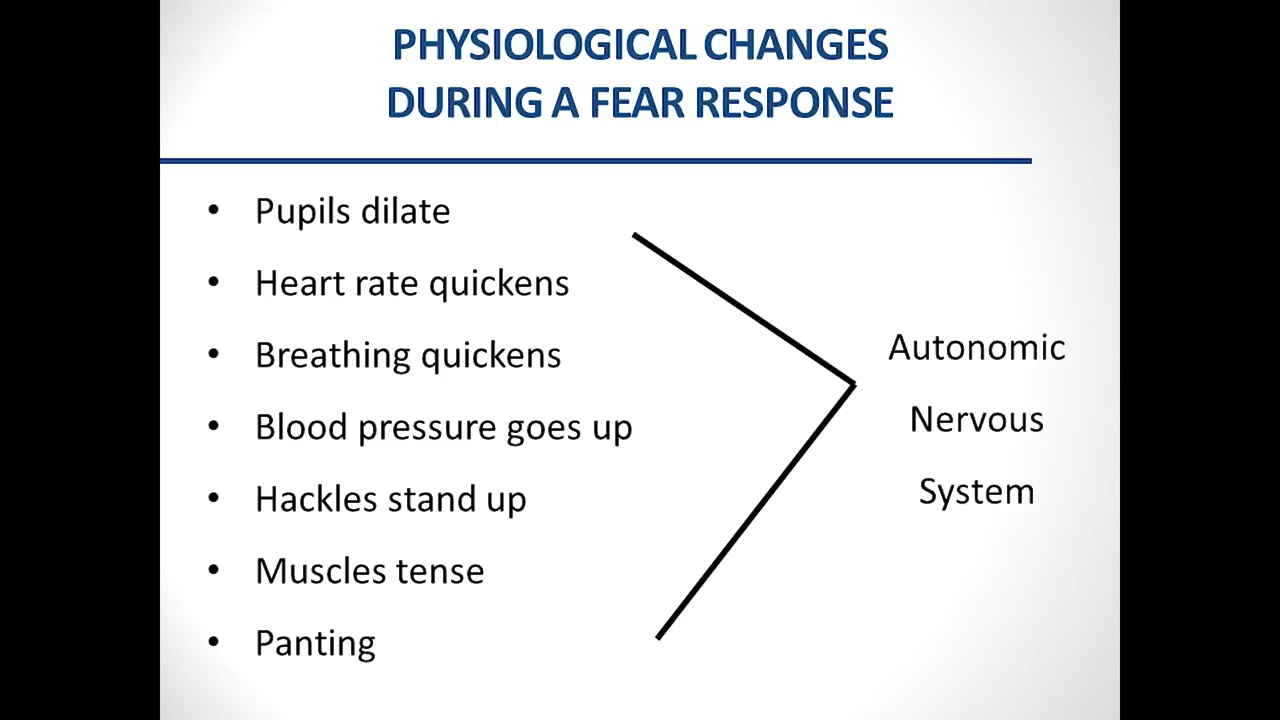 PHYSIOLOGICAL CHANGES
DURING A FEAR RESPONSE
• Pupils dilate
• Heart rate quickens
• Breathing quickens
• Blood pressure goes up
• Hackles stand up
• Muscles tense
• Panting
Autonomic
Nervous
System